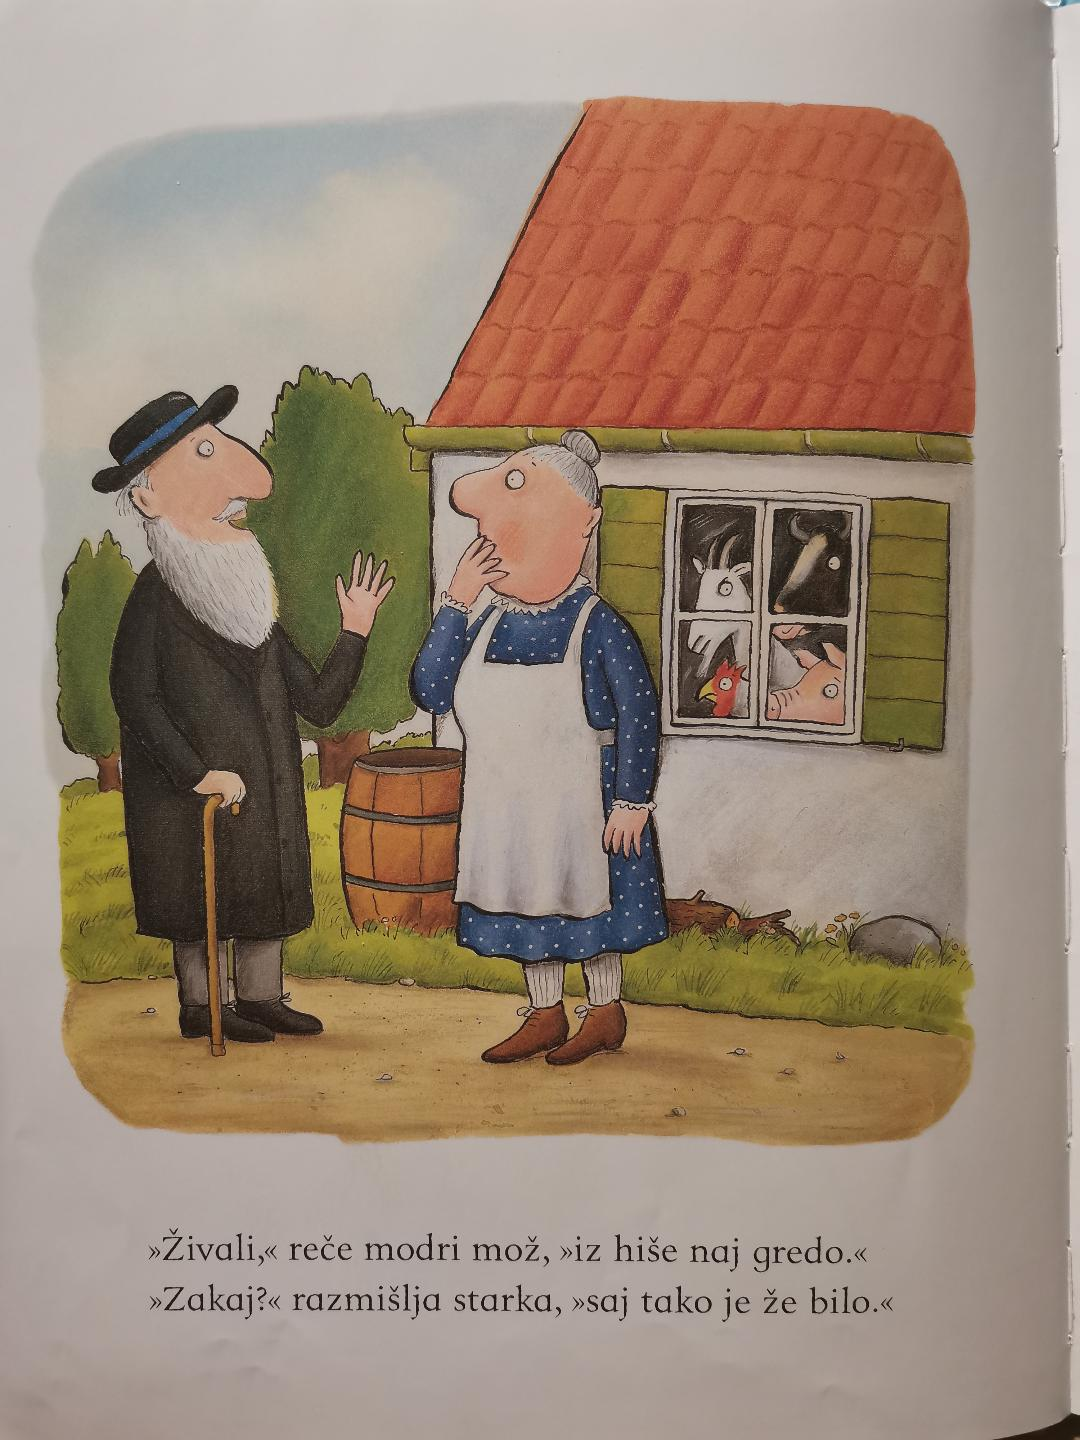 »Živali,« reče modri mož, »iz hiše naj gredo.«
»Zakaj?« razmišlja starka, »saj tako je že bilo.«